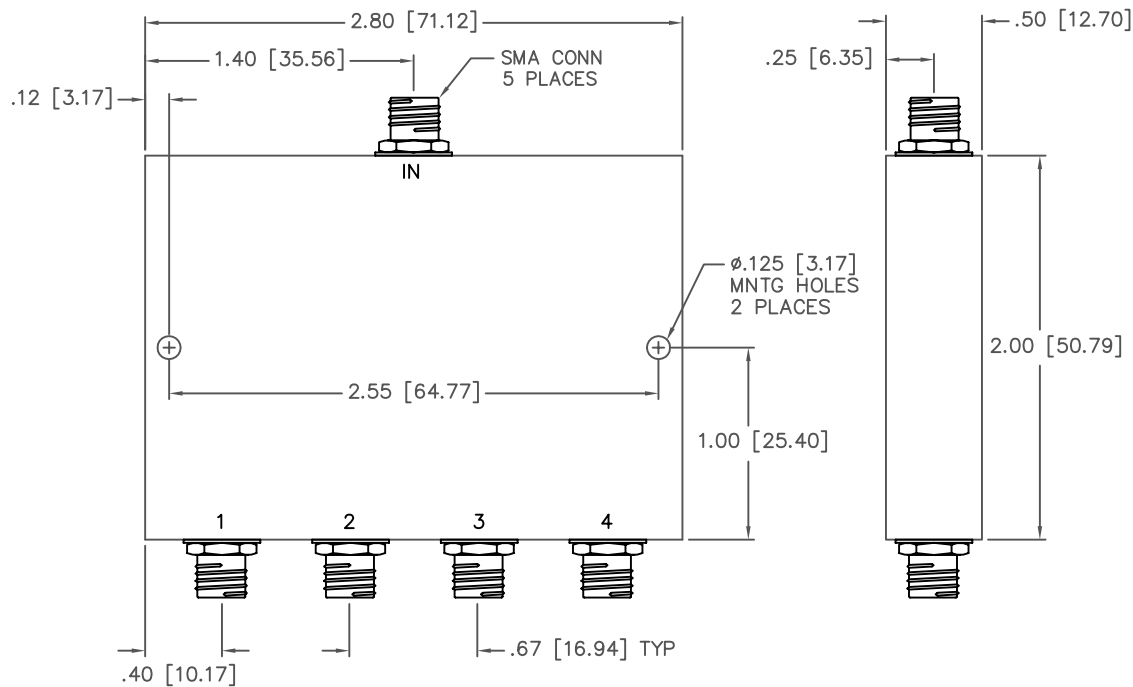 2.80 [71.12]
1.40 [35.56]
SMA CONN
5 PLACES
.12 [3.17]
IN
.50 [12.70]
.25 [6.35]
ø.125 [3.17]
MNTG HOLES
2 PLACES
2.00 [50.79]
2.55 [64.77]
1.00 [25.40]
1
2
3
4
.67 [16.94] TYP
.40 [10.17]